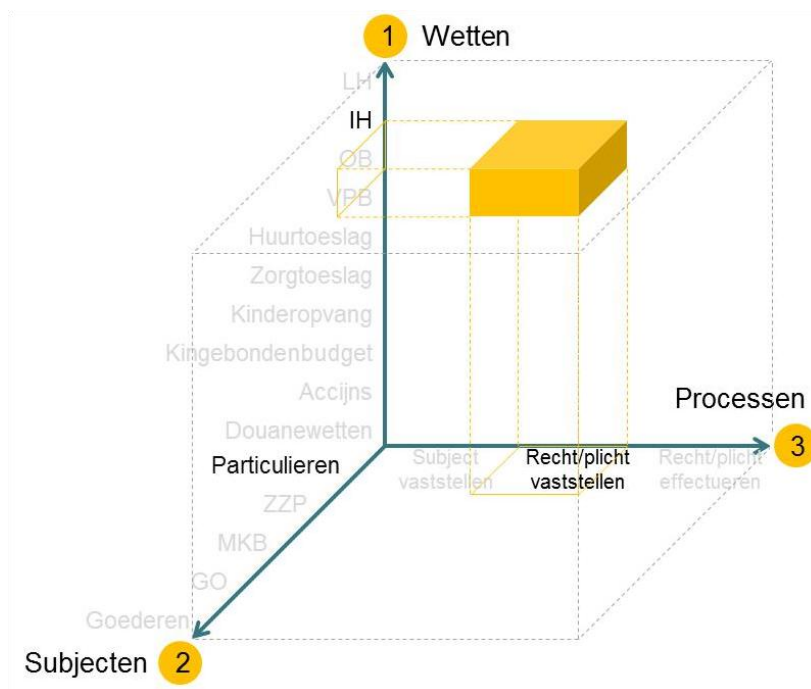 1 Wetten
LH
IH
OB
VPB
Huurtoeslag
Zorgtoeslag
Kinderopvang
Kingebondenbudget
Accijns
Douanewetten
Processen
3
Particulieren
Subject
vaststellen
Recht/plicht
vaststellen
Recht/plicht
effectueren
ZZP
MKB
GO
Goederen
Subjecten 2